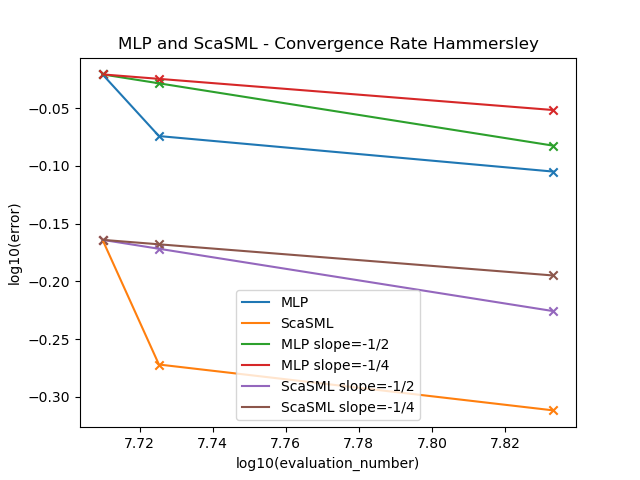 MLP and ScaSML - Convergence Rate Hammersley
log10(error)
−0.05
−0.10
−0.15
−0.20
−0.25
−0.30
MLP
ScaSML
MLP slope=-1/2
MLP slope=-1/4
ScaSML slope=-1/2
ScaSML slope=-1/4
7.72 7.74 7.76 7.78 7.80 7.82
log10(evaluation_number)